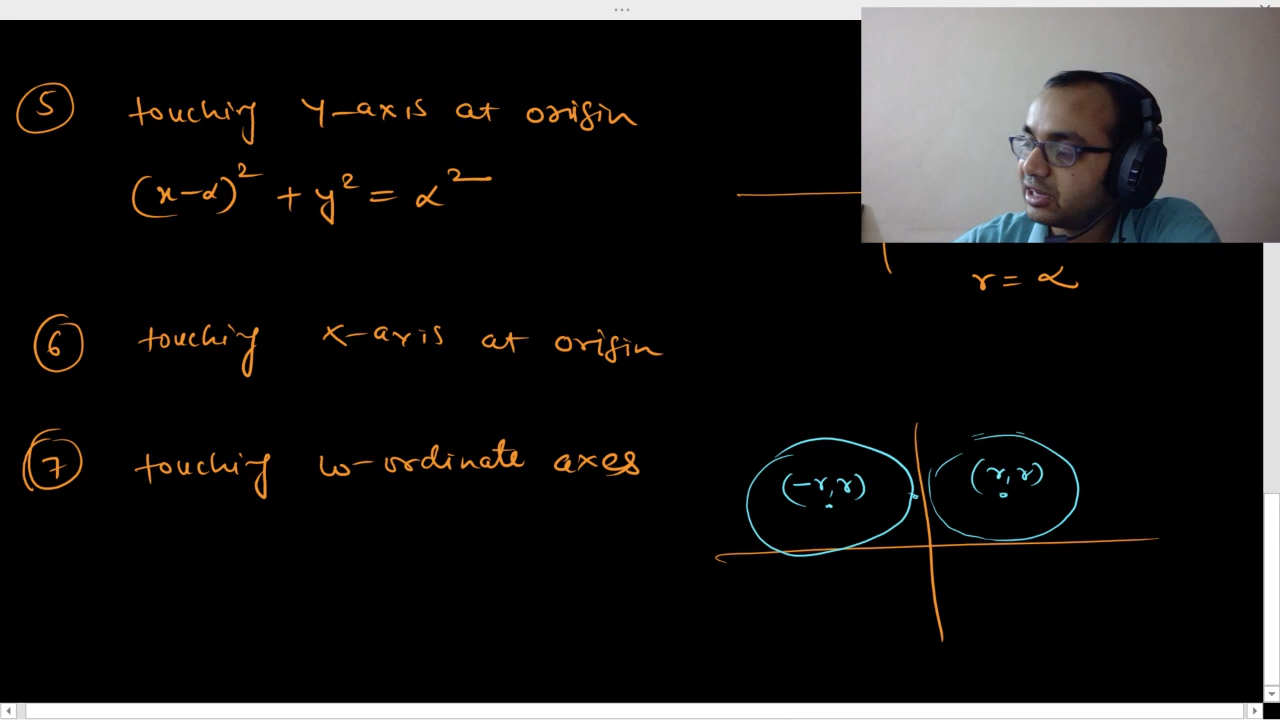 5 touching Y-axis at origin
(x-α)² + y² = α²
r = α
6 touching X-axis at origin
7 touching co-ordinate axes
(-r, r)
(r, r)